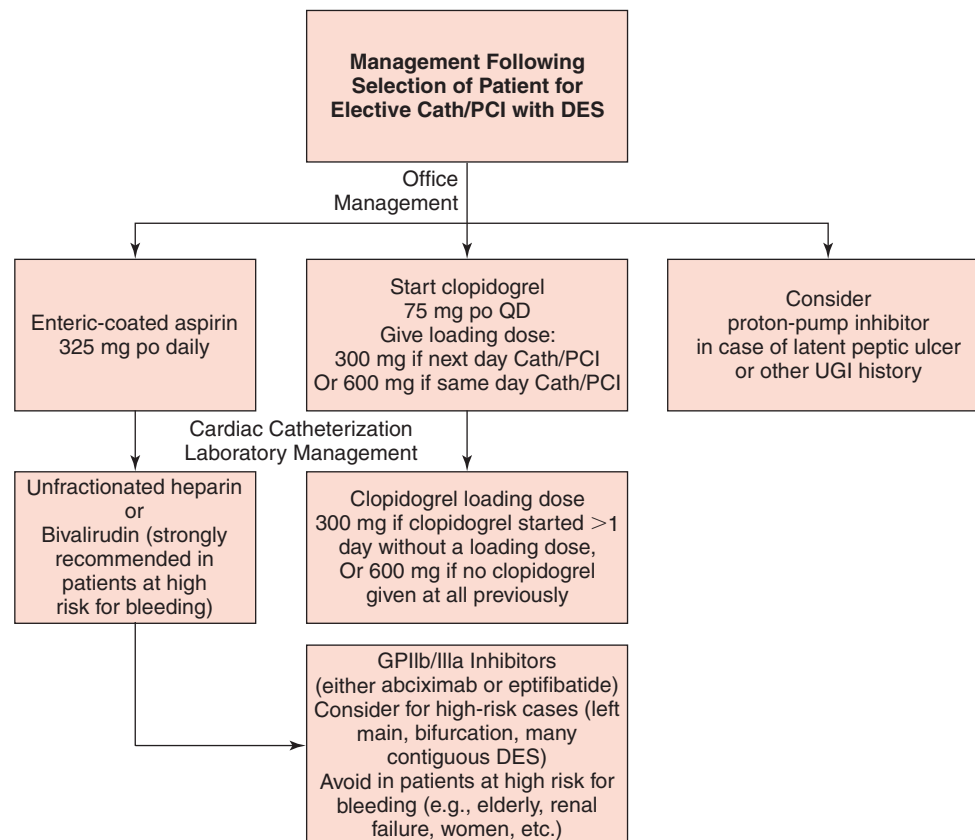 Management Following
Selection of Patient for
Elective Cath/PCI with DES
Office
Management
Enteric-coated aspirin
325 mg po daily
Start clopidogrel
75 mg po QD
Give loading dose:
300 mg if next day Cath/PCI
Or 600 mg if same day Cath/PCI
Consider
proton-pump inhibitor
in case of latent peptic ulcer
or other UGI history
Cardiac Catheterization
Laboratory Management
Unfractionated heparin
or
Bivalirudin (strongly
recommended in
patients at high
risk for bleeding)
Clopidogrel loading dose
300 mg if clopidogrel started >1
day without a loading dose,
Or 600 mg if no clopidogrel
given at all previously
GPIIb/IIIa Inhibitors
(either abciximab or eptifibatide)
Consider for high-risk cases (left
main, bifurcation, many
contiguous DES)
Avoid in patients at high risk for
bleeding (e.g., elderly, renal
failure, women, etc.)